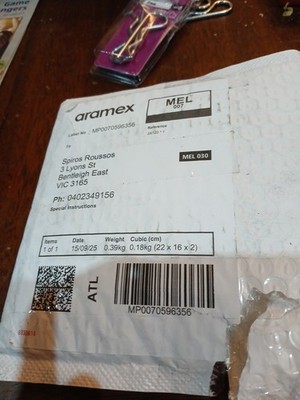 Game
aramex
MEL
007
Label No.: MP0070596356
Reference
To
Spiros Roussos
3 Lyons St
Bentleigh East
VIC 3165
MEL 030
Ph: 0402349156
Special Instructions
Items Date Weight Cubic (cm)
1 of 1 15/09/25 0.39kg 0.18kg (22 x 16 x 2)
ATL
MP0070596356